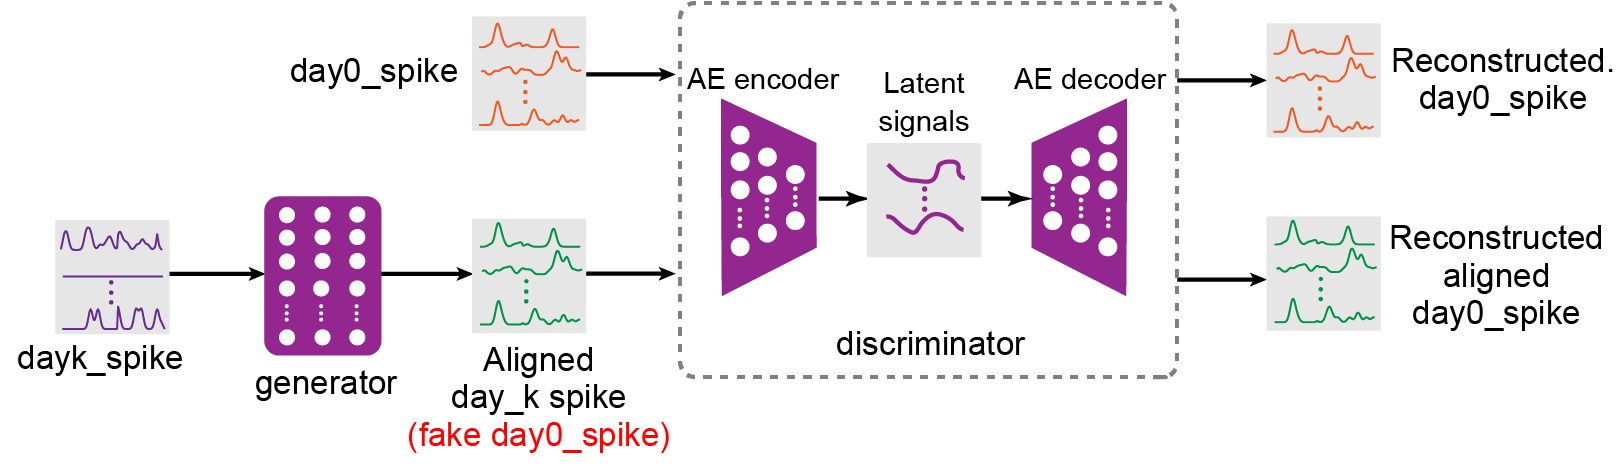 day0_spike
AE encoder
Latent
signals
AE decoder
Reconstructed.
day0_spike
dayk_spike
generator
Aligned
day_k spike
(fake day0_spike)
discriminator
Reconstructed
aligned
day0_spike